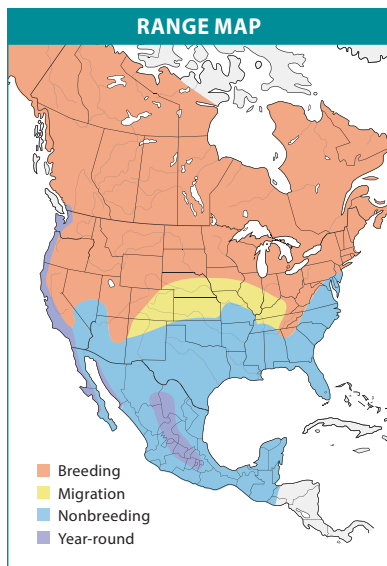 RANGE MAP
Breeding
Migration
Nonbreeding
Year-round